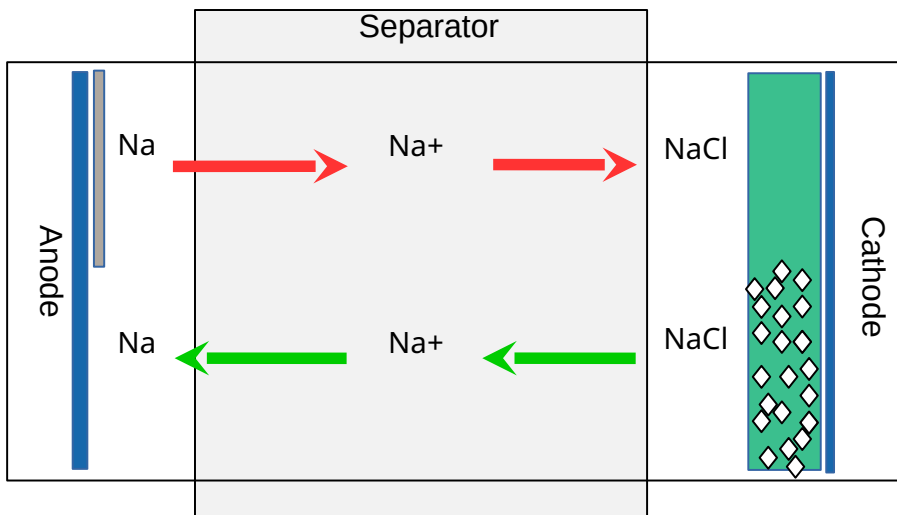 Separator
Na
Na+
NaCl
Anode
Cathode
Na
Na+
NaCl